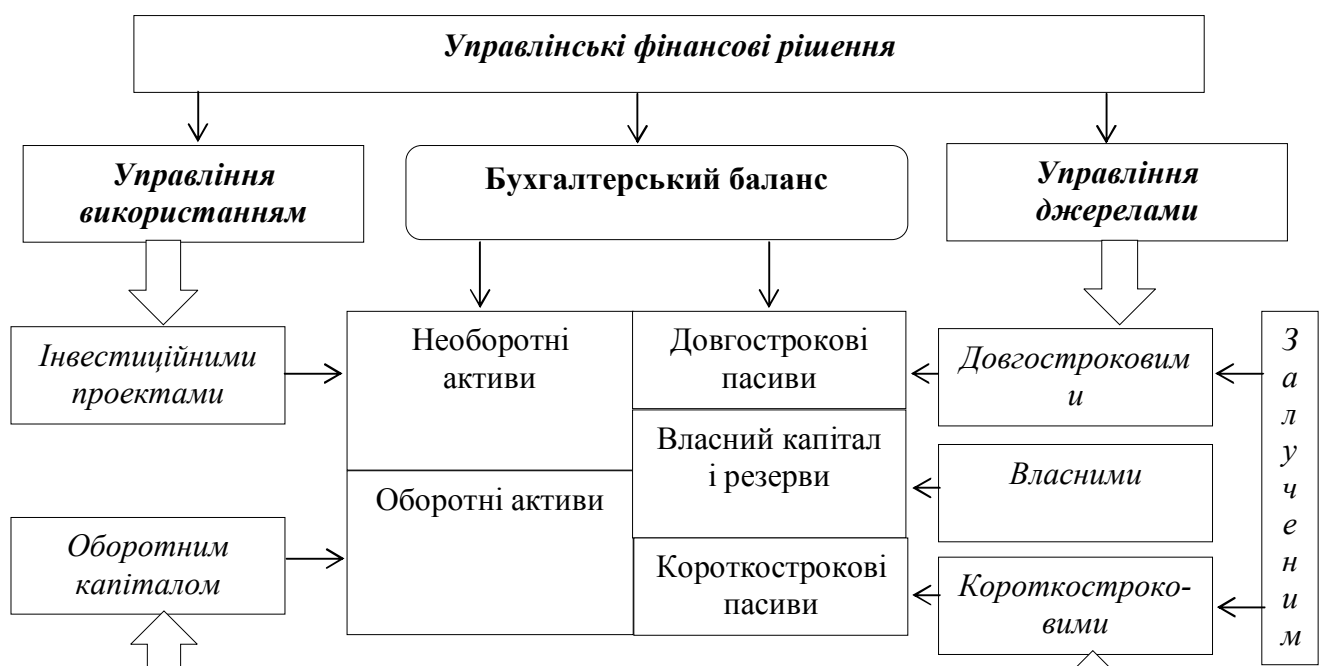 Управлінські фінансові рішення
Управління
використанням
Бухгалтерський баланс
Управління
джерелами
Інвестиційними
проектами
Необоротні
активи
Довгострокові
пасиви
Довгостроковим
и
Власний капітал
і резерви
Власними
Оборотні активи
Оборотним
капіталом
Короткострокові
пасиви
Короткостроко-
вими
З
а
л
у
ч
е
н
и
м